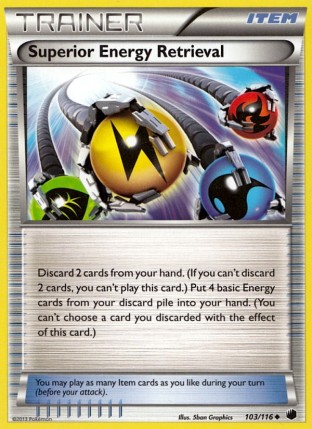 TRAINER
ITEM
Superior Energy Retrieval
Discard 2 cards from your hand. (If you can't discard
2 cards, you can't play this card.) Put 4 basic Energy
cards from your discard pile into your hand. (You
can't choose a card you discarded with the effect
of this card.)
You may play as many Item cards as you like during your turn
(before your attack).
©2013 Pokémon
Illus. 5ban Graphics
103/116